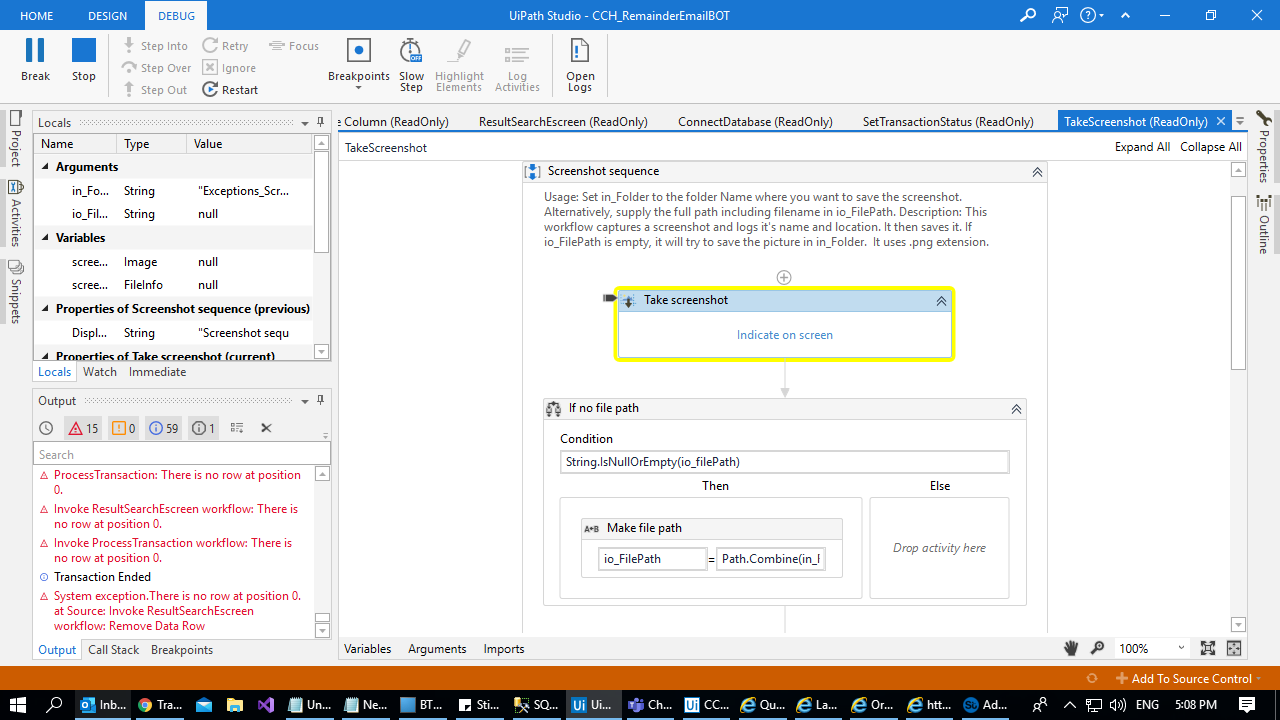 HOME
DESIGN
DEBUG
UiPath Studio - CCH_RemainderEmailBOT
Break
Stop
Step Into
Step Over
Step Out
Retry
Ignore
Restart
Focus
Breakpoints
Slow
Step
OFF
Highlight
Elements
Log
Activities
Open
Logs
Project
Activities
Snippets
Locals
Name
Type
Value
Arguments
in_Fo...
String
"Exceptions_Scr...
io_Fil...
String
null
Variables
scree...
Image
null
scree...
FileInfo
null
Properties of Screenshot sequence (previous)
Displ...
String
"Screenshot sequ
Properties of Take screenshot (current)
Locals
Watch
Immediate
Output
15
0
59
1
Search
ProcessTransaction: There is no row at position
0.
Invoke ResultSearchEscreen workflow: There is
no row at position 0.
Invoke ProcessTransaction workflow: There is
no row at position 0.
Transaction Ended
System exception.There is no row at position 0.
at Source: Invoke ResultSearchEscreen
workflow: Remove Data Row
Output
Call Stack
Breakpoints
e Column (ReadOnly)
ResultSearchEscreen (ReadOnly)
ConnectDatabase (ReadOnly)
SetTransactionStatus (ReadOnly)
TakeScreenshot (ReadOnly)
TakeScreenshot
Expand All
Collapse All
Screenshot sequence
Usage: Set in_Folder to the folder Name where you want to save the screenshot.
Alternatively, supply the full path including filename in io_FilePath. Description: This
workflow captures a screenshot and logs it's name and location. It then saves it. If
io_FilePath is empty, it will try to save the picture in in_Folder.  It uses .png extension.
Take screenshot
Indicate on screen
If no file path
Condition
String.IsNullOrEmpty(io_filePath)
Then
Else
A+B
Make file path
io_FilePath
=
Path.Combine(in_F
Drop activity here
Properties
Outline
Variables
Arguments
Imports
100%
Add To Source Control
Inb...
Tra...
Un...
Ne...
BT...
Sti...
SQ...
Ui
Ui...
Ch...
Ui
CC...
Qu...
La...
Or...
htt...
Ad...
ENG
5:08 PM